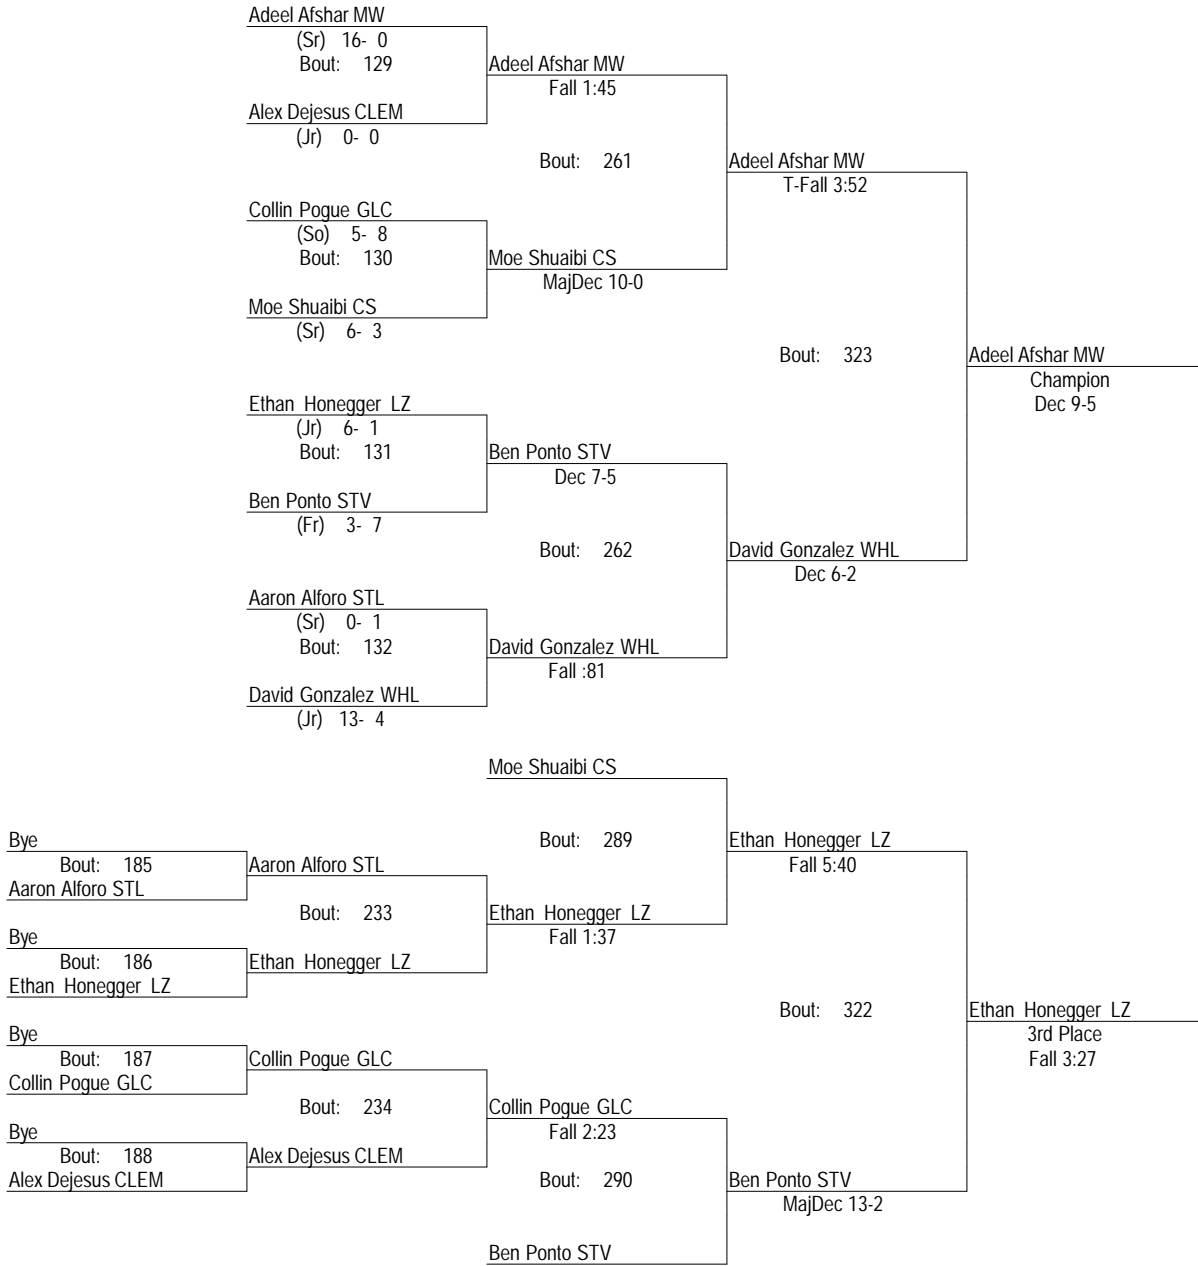 Adeel Afshar MW
(Sr) 16- 0
Bout: 129
Adeel Afshar MW
Fall 1:45
Alex Dejesus CLEM
(Jr) 0- 0
Bout: 261
Adeel Afshar MW
T-Fall 3:52
Collin Pogue GLC
(So) 5- 8
Bout: 130
Moe Shuaibi CS
MajDec 10-0
Moe Shuaibi CS
(Sr) 6- 3
Bout: 323
Adeel Afshar MW
Champion
Dec 9-5
Ethan Honegger LZ
(Jr) 6- 1
Bout: 131
Ben Ponto STV
Dec 7-5
Ben Ponto STV
(Fr) 3- 7
Bout: 262
David Gonzalez WHL
Dec 6-2
Aaron Alforo STL
(Sr) 0- 1
Bout: 132
David Gonzalez WHL
Fall :81
David Gonzalez WHL
(Jr) 13- 4
Moe Shuaibi CS
Bye
Bout: 289
Ethan Honegger LZ
Fall 5:40
Bout: 185
Aaron Alforo STL
Aaron Alforo STL
Bout: 233
Ethan Honegger LZ
Fall 1:37
Bye
Bout: 186
Ethan Honegger LZ
Ethan Honegger LZ
Bout: 322
Ethan Honegger LZ
3rd Place
Fall 3:27
Bye
Bout: 187
Collin Pogue GLC
Collin Pogue GLC
Bout: 234
Collin Pogue GLC
Fall 2:23
Bye
Bout: 188
Alex Dejesus CLEM
Alex Dejesus CLEM
Bout: 290
Ben Ponto STV
MajDec 13-2
Ben Ponto STV